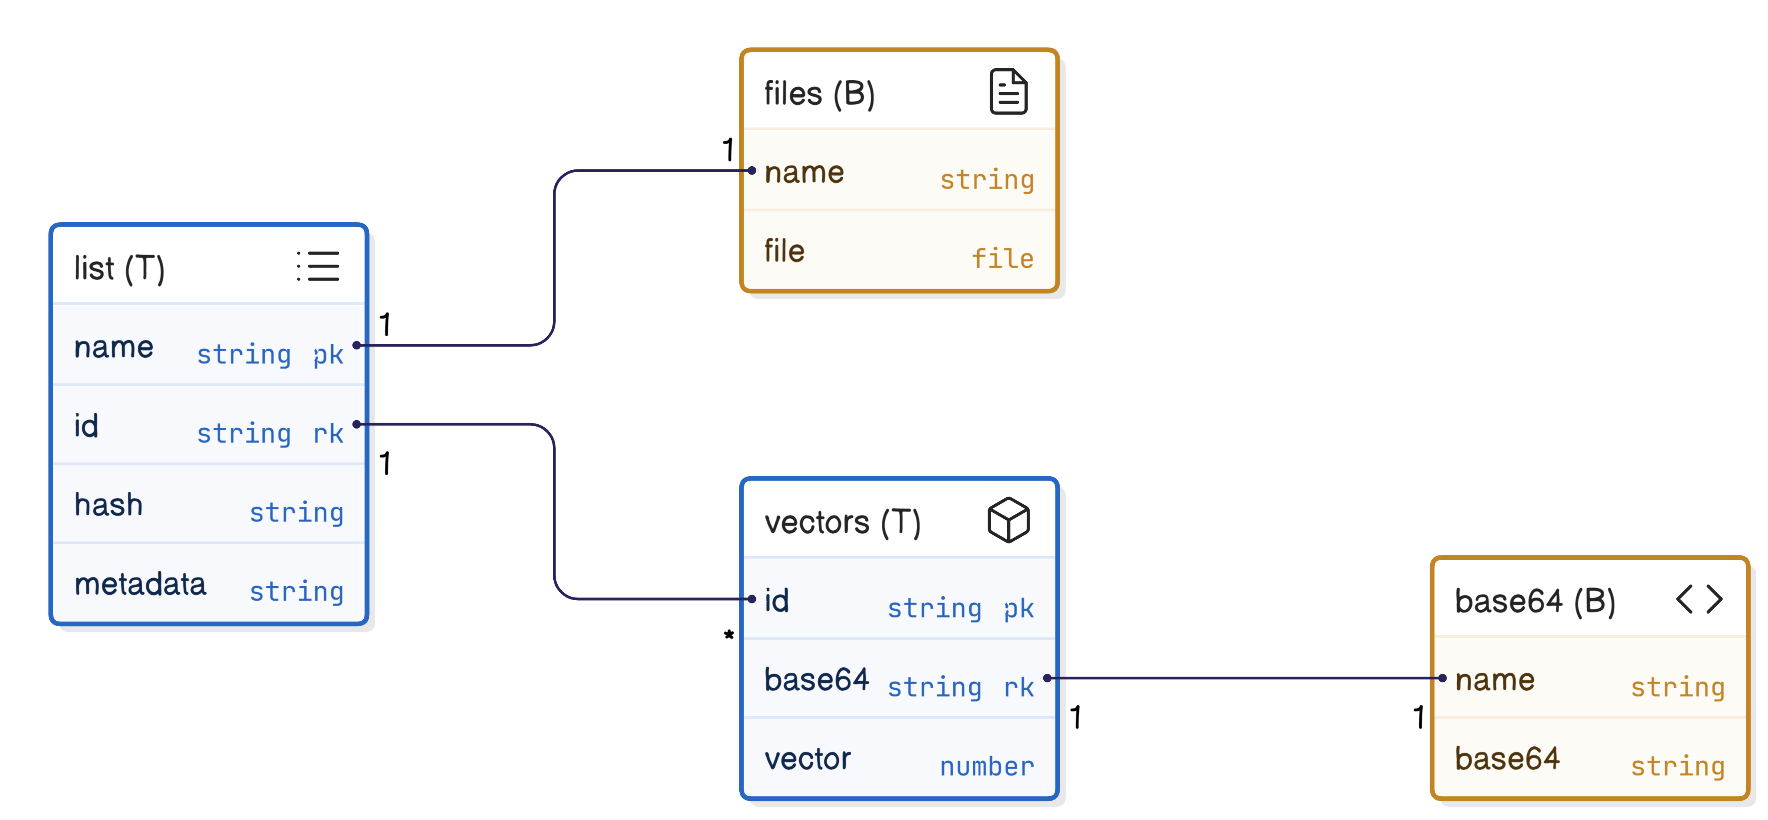 files (B)
1
name string
file file
list (T)
1
name string pk
id string rk
1
hash string
metadata string
vectors (T)
id string pk
*
base64 string rk
1
vector number
base64 (B)
name string
1
base64 string